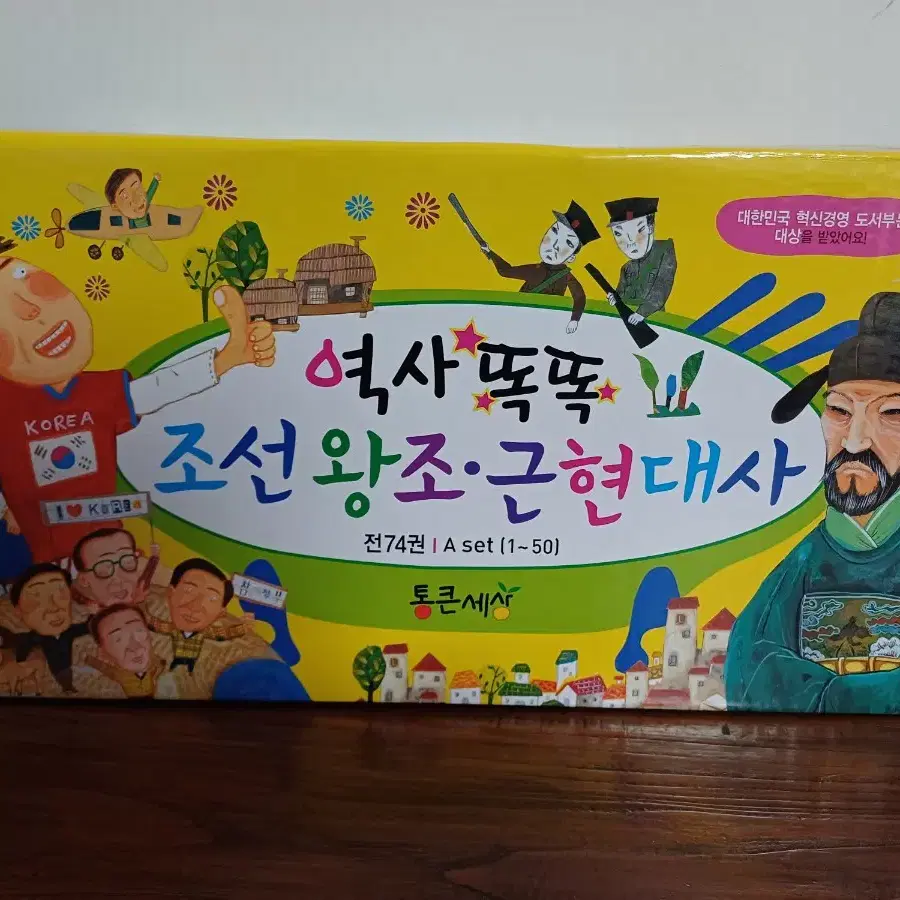 대한민국 혁신경영 도서부
대상을 받았어요!
역사 똑똑
조선 왕조·근현대사
전74권 | A set (1~50)
통큰세상
KOREA
I ♥ KOREA